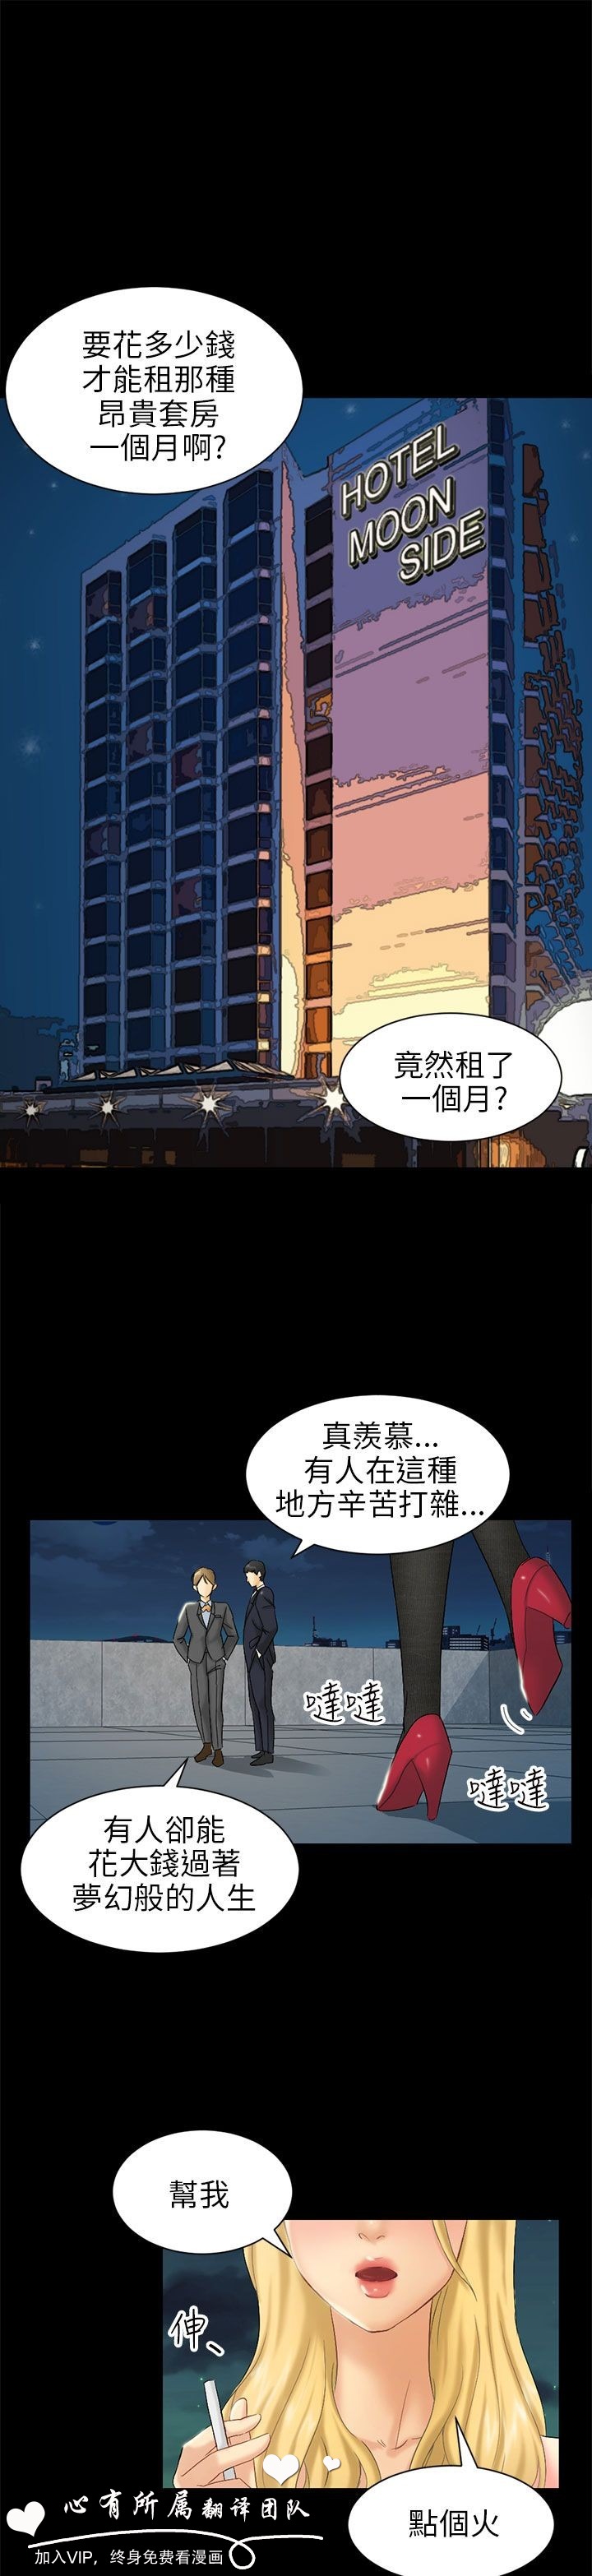 要花多少錢
才能租那種
昂貴套房
一個月啊?
HOTEL
MOON
SIDE
竟然租了
一個月?
真羨慕...
有人在這種
地方辛苦打雜...
噠噠
噠噠
有人卻能
花大錢過著
夢幻般的人生
幫我
伸、
點個火
心有所属翻译团队
加入VIP，终身免费看漫画